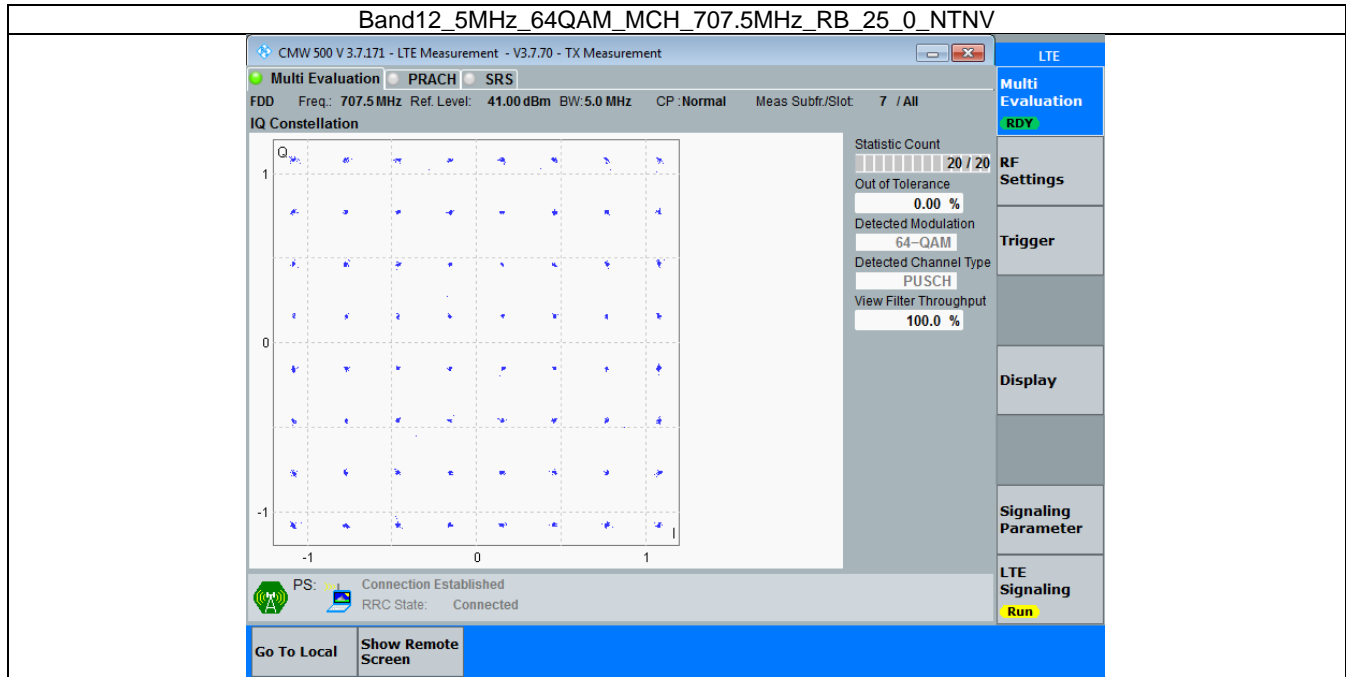 Band12_5MHz_64QAM_MCH_707.5MHz_RB_25_0_NTNV
CMW 500 V 3.7.171 - LTE Measurement - V3.7.70 - TX Measurement
LTE
Multi Evaluation PRACH SRS
FDD Freq.: 707.5 MHz Ref. Level: 41.00 dBm BW: 5.0 MHz CP : Normal Meas Subfr./Slot: 7 / All
IQ Constellation
Q
1
0
-1
-1 0 1
I
Statistic Count
20 / 20
Out of Tolerance
0.00 %
Detected Modulation
64-QAM
Detected Channel Type
PUSCH
View Filter Throughput
100.0 %
Multi
Evaluation
RDY
RF
Settings
Trigger
Display
Signaling
Parameter
LTE
Signaling
Run
PS: Connection Established
RRC State: Connected
Go To Local
Show Remote
Screen